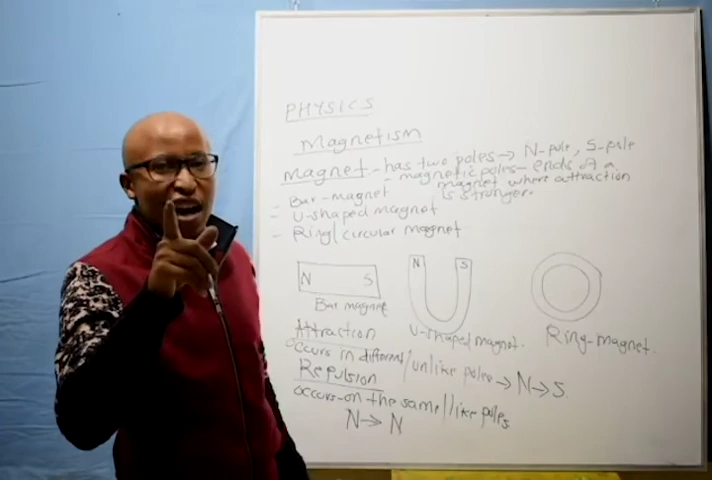 PHYSICS
Magnetism
Magnet - has two poles → N-pole, S-pole
- magnetic poles - ends of a
magnet where attraction
is stronger.
- Bar - magnet
- U-shaped magnet
- Ring/circular magnet
N S
N S
Bar magnet
U-shaped magnet.
Ring-magnet
Attraction
occurs in different/unlike poles → N → S.
Repulsion
occurs - on the same/like poles
N → N